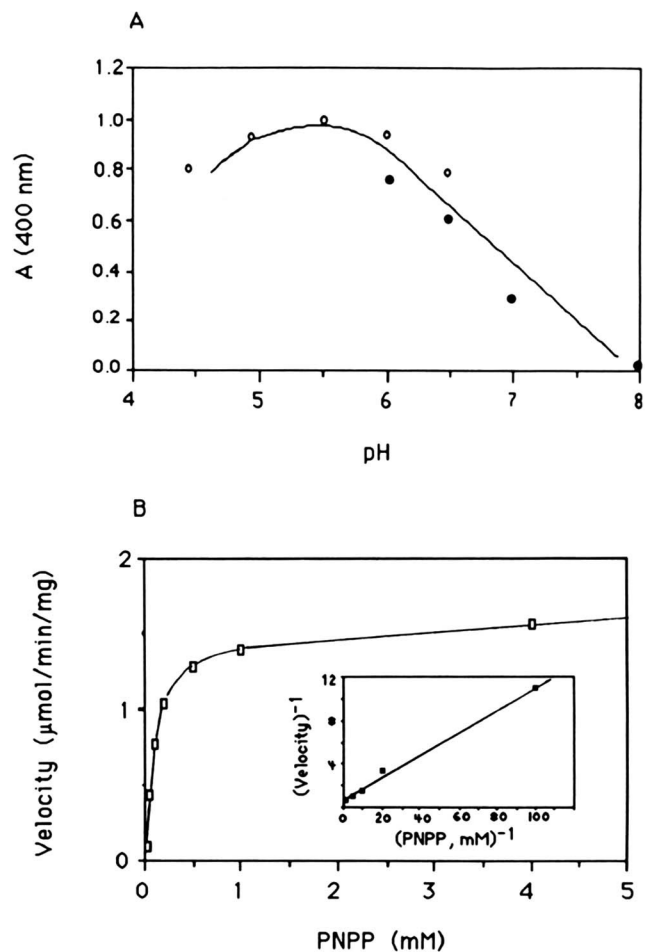 A
1.2
1.0
0.8
0.6
0.4
0.2
0.0
A (400 nm)
4 5 6 7 8
pH
B
2
1
0
Velocity (μmol/min/mg)
12
8
4
(Velocity)-1
0 20 40 60 80 100
(PNPP, mM)-1
0 1 2 3 4 5
PNPP (mM)